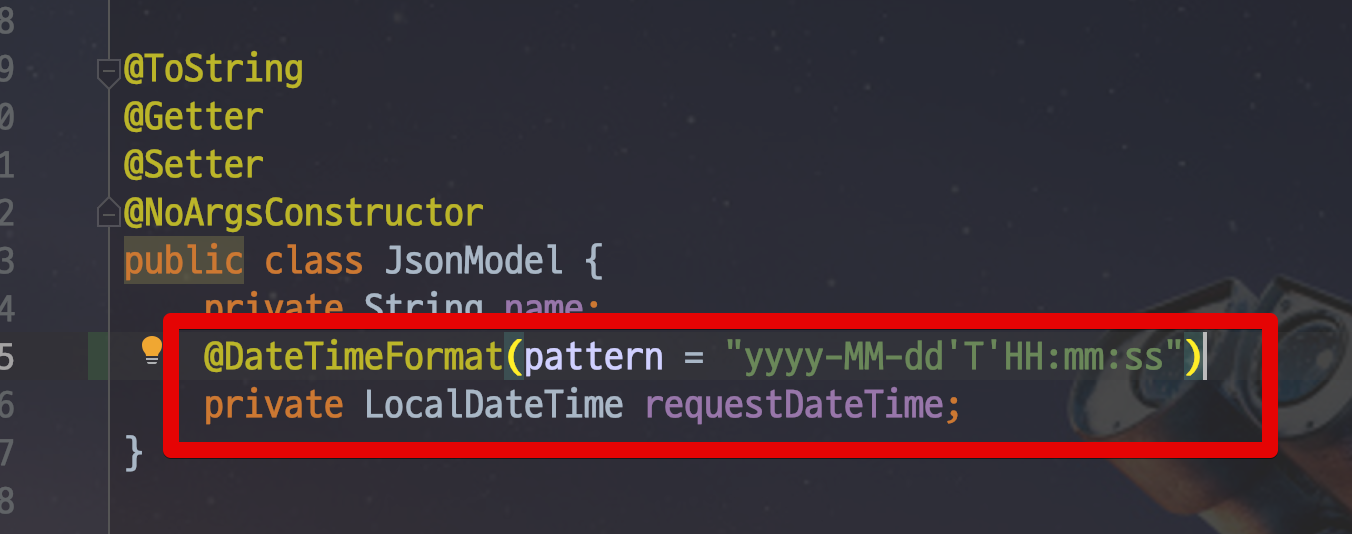 8
9
@ToString
0
@Getter
1
@Setter
2
@NoArgsConstructor
3
public class JsonModel {
4
private String name;
5
@DateTimeFormat(pattern = "yyyy-MM-dd'T'HH:mm:ss")
6
private LocalDateTime requestDateTime;
7
}
8